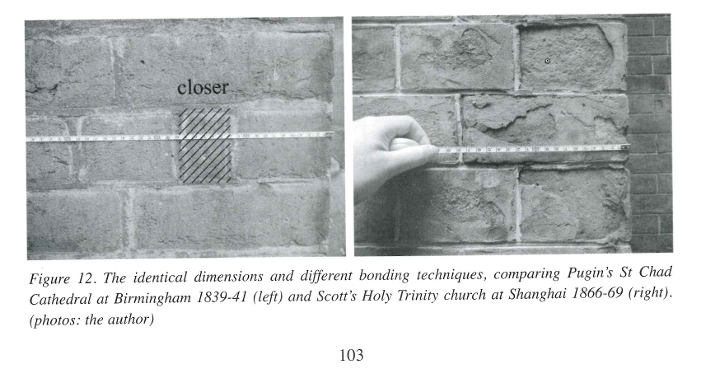 closer
Figure 12. The identical dimensions and different bonding techniques, comparing Pugin's St Chad
Cathedral at Birmingham 1839-41 (left) and Scott's Holy Trinity church at Shanghai 1866-69 (right).
(photos: the author)
103